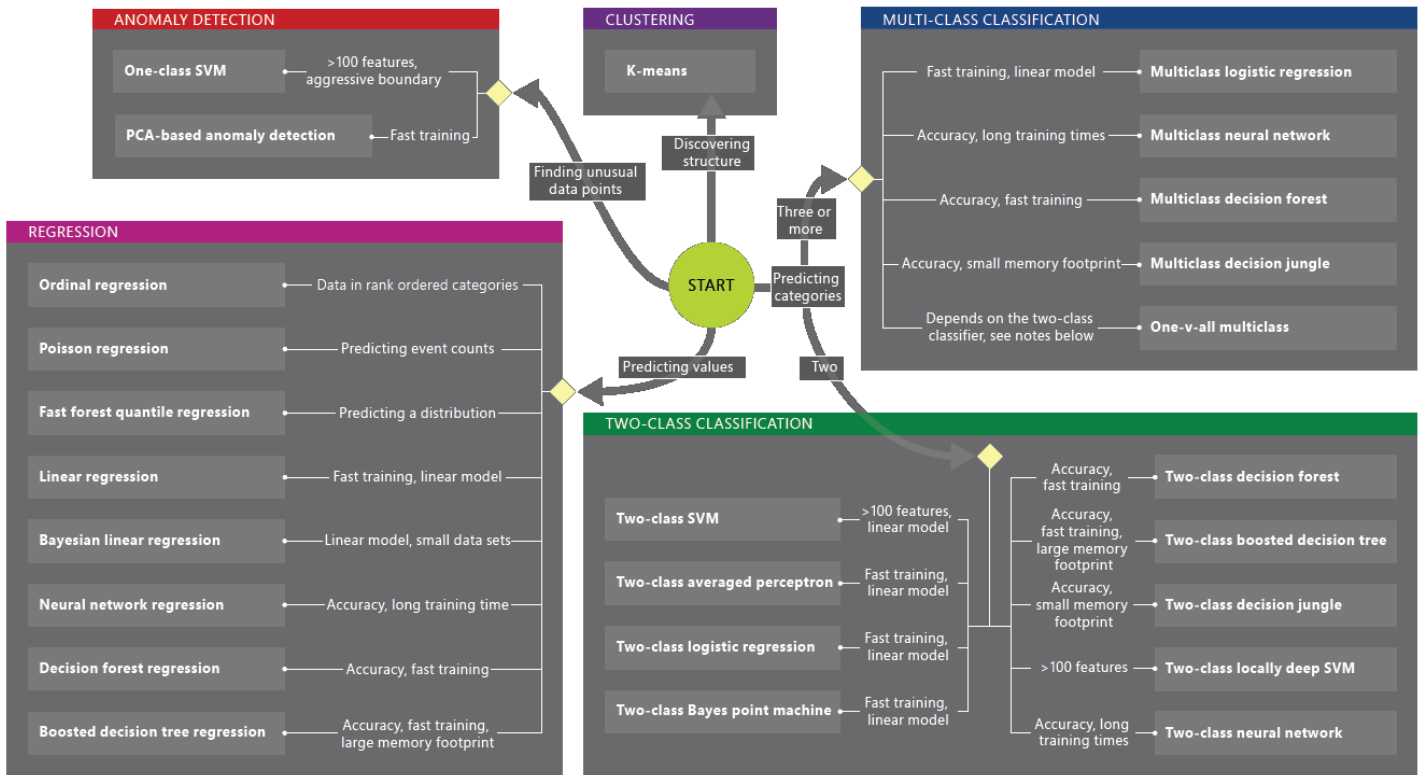 ANOMALY DETECTION
One-class SVM
>100 features,
aggressive boundary
PCA-based anomaly detection
Fast training
CLUSTERING
K-means
MULTI-CLASS CLASSIFICATION
Fast training, linear model
Multiclass logistic regression
Accuracy, long training times
Multiclass neural network
Accuracy, fast training
Multiclass decision forest
Accuracy, small memory footprint
Multiclass decision jungle
Depends on the two-class
classifier, see notes below
One-v-all multiclass
Finding unusual
data points
Discovering
structure
Three or
more
START
Predicting
categories
Predicting values
Two
REGRESSION
Ordinal regression
Data in rank ordered categories
Poisson regression
Predicting event counts
Fast forest quantile regression
Predicting a distribution
Linear regression
Fast training, linear model
Bayesian linear regression
Linear model, small data sets
Neural network regression
Accuracy, long training time
Decision forest regression
Accuracy, fast training
Boosted decision tree regression
Accuracy, fast training,
large memory footprint
TWO-CLASS CLASSIFICATION
Two-class SVM
>100 features,
linear model
Two-class averaged perceptron
Fast training,
linear model
Two-class logistic regression
Fast training,
linear model
Two-class Bayes point machine
Fast training,
linear model
Accuracy,
fast training
Two-class decision forest
Accuracy,
fast training,
large memory
footprint
Two-class boosted decision tree
Accuracy,
small memory
footprint
Two-class decision jungle
>100 features
Two-class locally deep SVM
Accuracy, long
training times
Two-class neural network